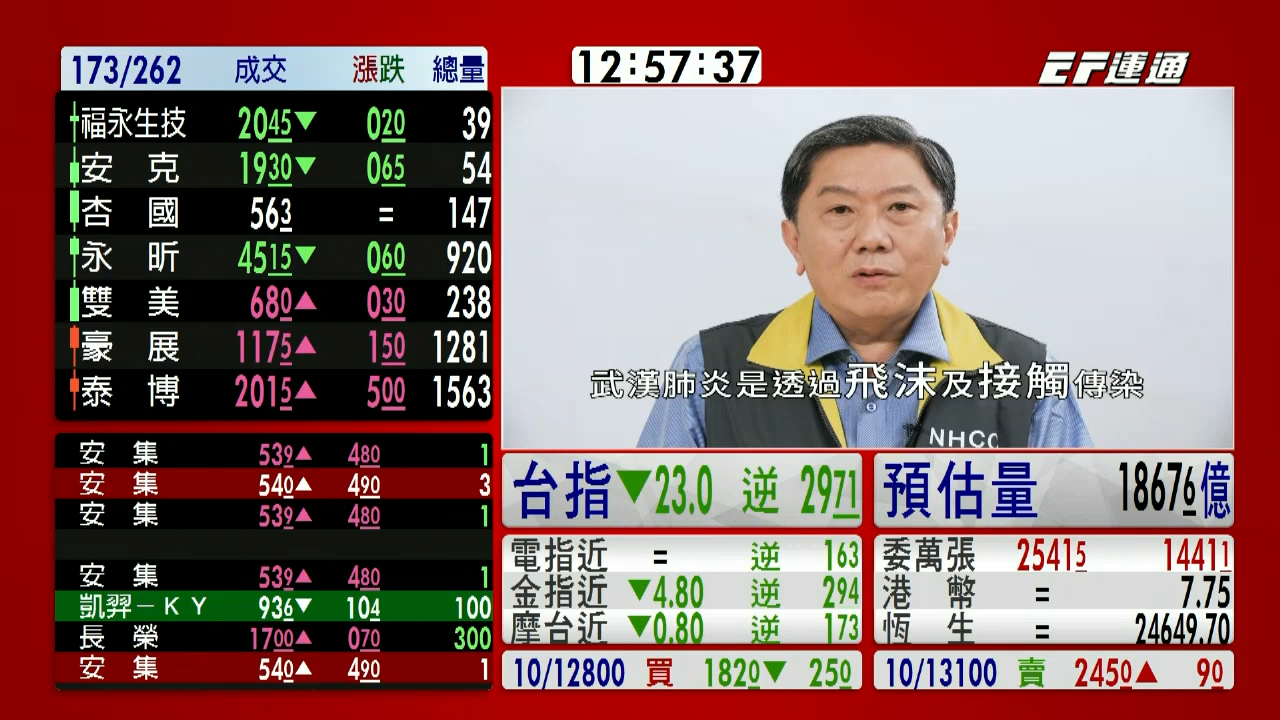 173/262 成交 漲跌 總量
福永生技 2045▼ 020 39
安克 1930▼ 065 54
杏國 563 = 147
永昕 4515▼ 060 920
雙美 680▲ 030 238
豪展 1175▲ 150 1281
泰博 2015▲ 500 1563
安集 539▲ 480 1
安集 540▲ 490 3
安集 539▲ 480 1
安集 539▲ 480 1
凱羿－KY 936▼ 104 100
長榮 1700▲ 070 300
安集 540▲ 490 1
12:57:37
EF運通
武漢肺炎是透過飛沫及接觸傳染
NHCC
台指▼23.0 逆 2971
電指近 = 逆 163
金指近 ▼4.80 逆 294
摩台近 ▼0.80 逆 173
10/12800 買 1820▼ 250
預估量 18676億
委萬張 25415 14411
港幣 = 7.75
恆生 = 24649.70
10/13100 賣 2450▲ 90